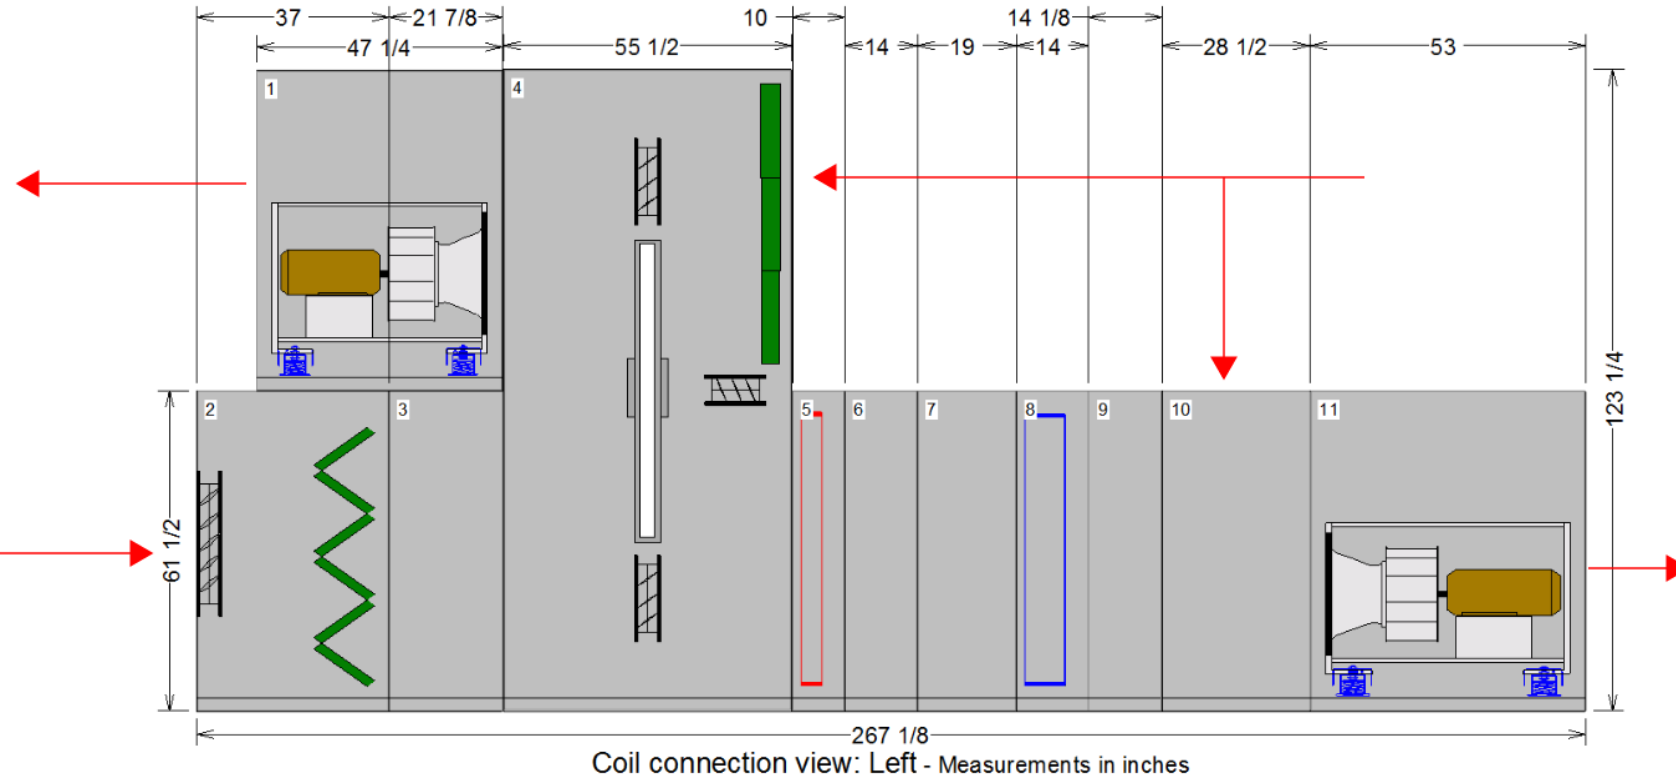 37 21 7/8 10 14 1/8
47 1/4 55 1/2 14 19 14 28 1/2 53
1 4
123 1/4
2 3 5 6 7 8 9 10 11
61 1/2
267 1/8
Coil connection view: Left - Measurements in inches